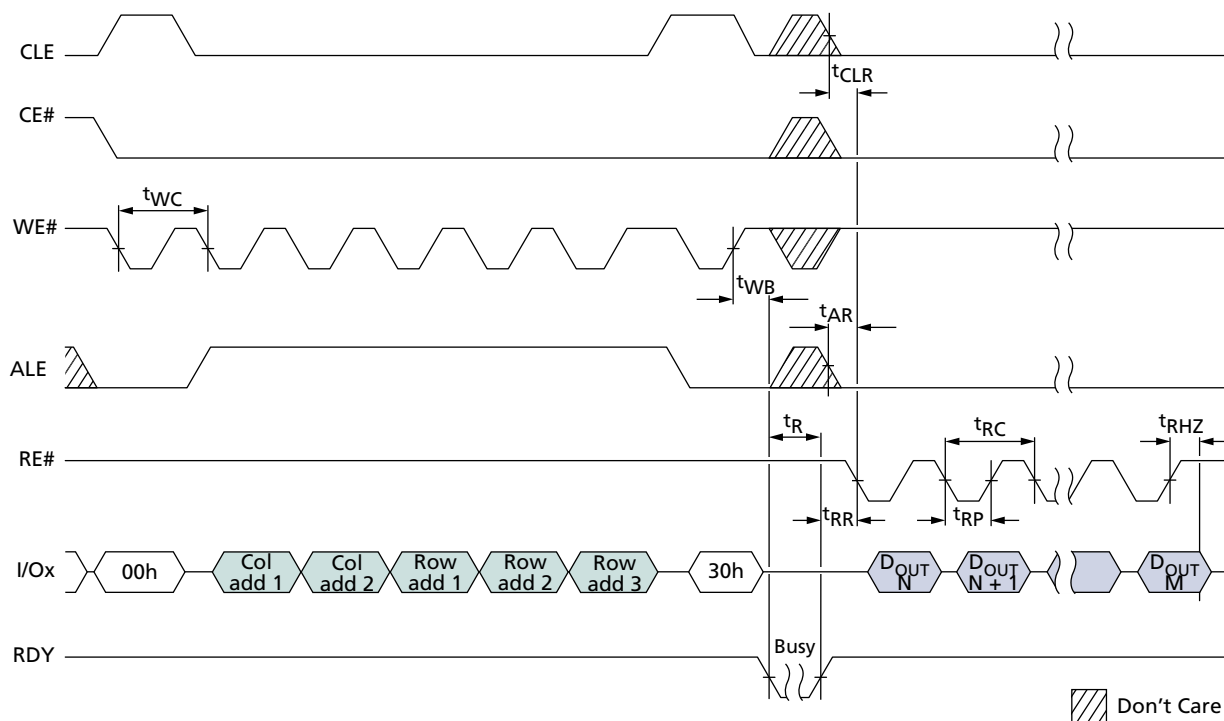 CLE
tCLR
CE#
tWC
WE#
tWB
tAR
ALE
tR
tRC
tRHZ
RE#
tRR
tRP
I/Ox
00h
Col
add 1
Col
add 2
Row
add 1
Row
add 2
Row
add 3
30h
DOUT
N
DOUT
N + 1
DOUT
M
RDY
Busy
Don't Care